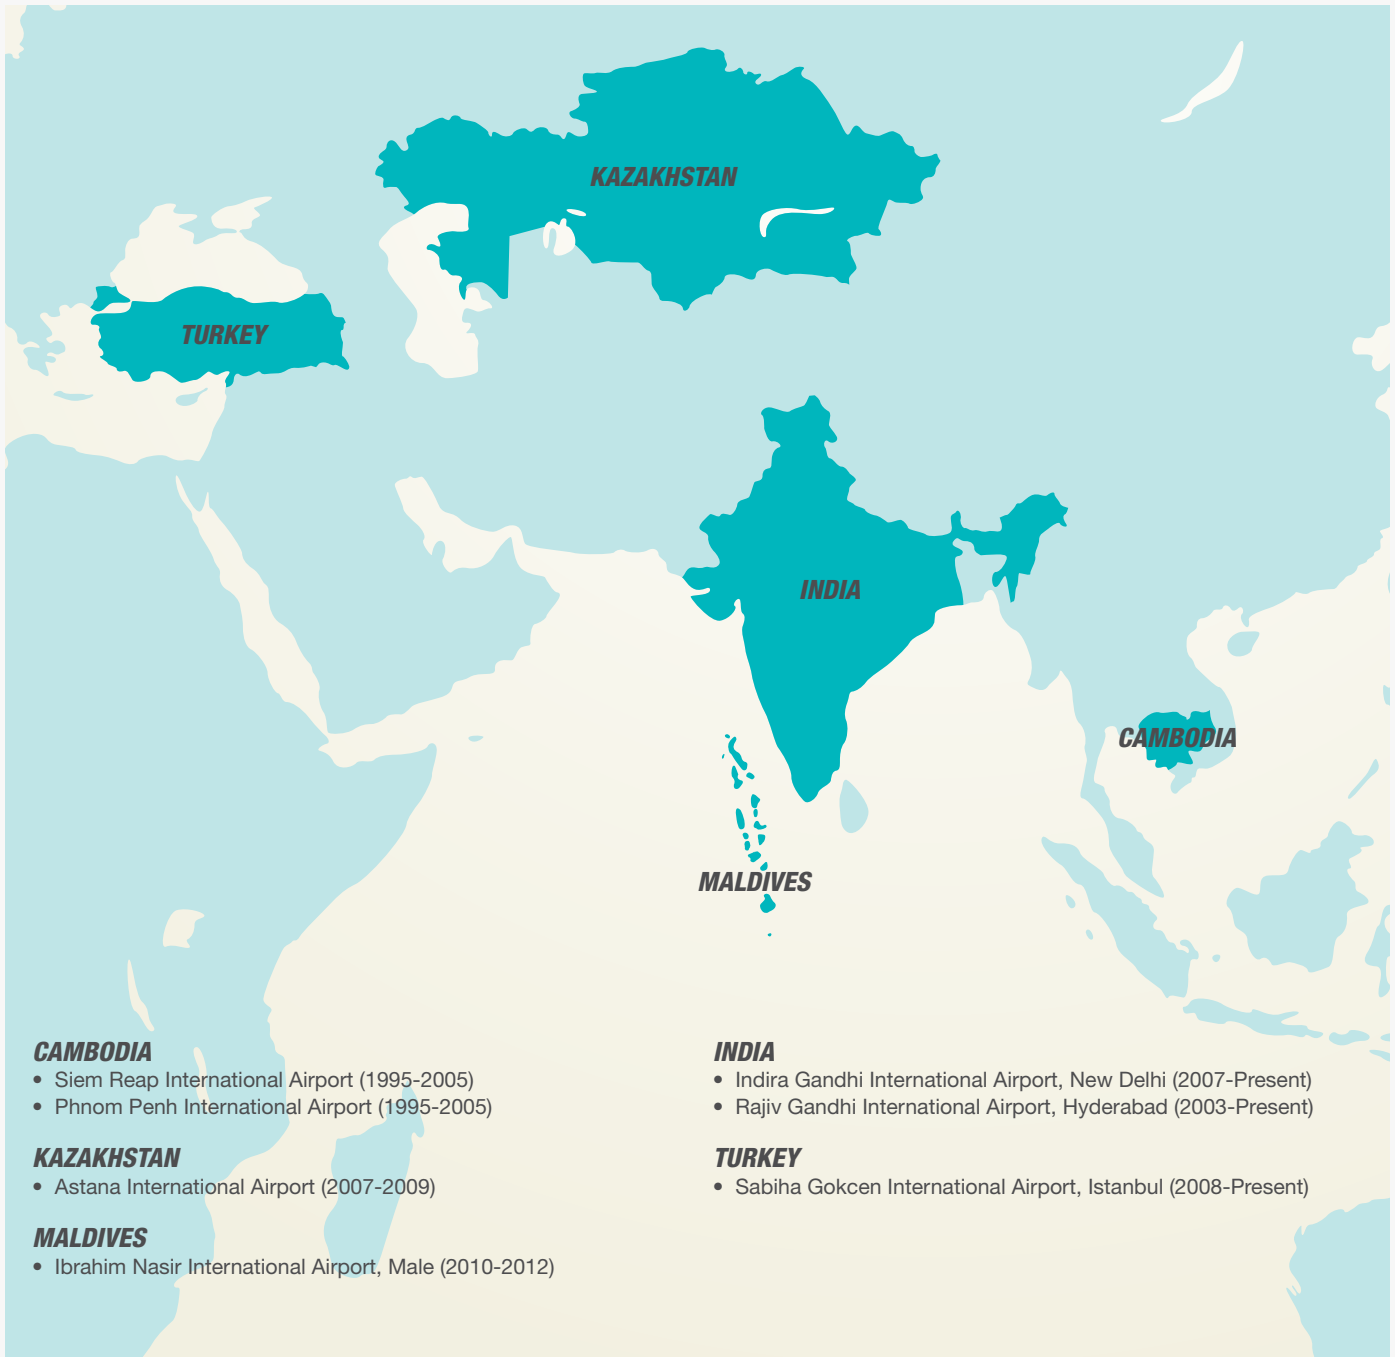 KAZAKHSTAN
TURKEY
INDIA
CAMBODIA
MALDIVES
CAMBODIA
• Siem Reap International Airport (1995-2005)
• Phnom Penh International Airport (1995-2005)
KAZAKHSTAN
• Astana International Airport (2007-2009)
MALDIVES
• Ibrahim Nasir International Airport, Male (2010-2012)
INDIA
• Indira Gandhi International Airport, New Delhi (2007-Present)
• Rajiv Gandhi International Airport, Hyderabad (2003-Present)
TURKEY
• Sabiha Gokcen International Airport, Istanbul (2008-Present)